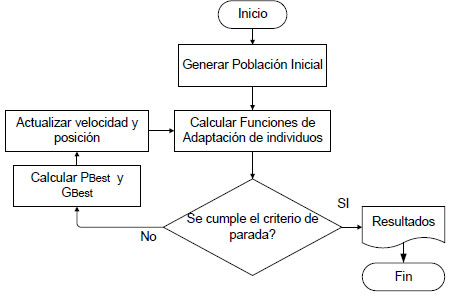 Inicio
Generar Población Inicial
Actualizar velocidad y
posición
Calcular Funciones de
Adaptación de individuos
Calcular PBest y
GBest
Se cumple el criterio de
parada?
SI
No
Resultados
Fin